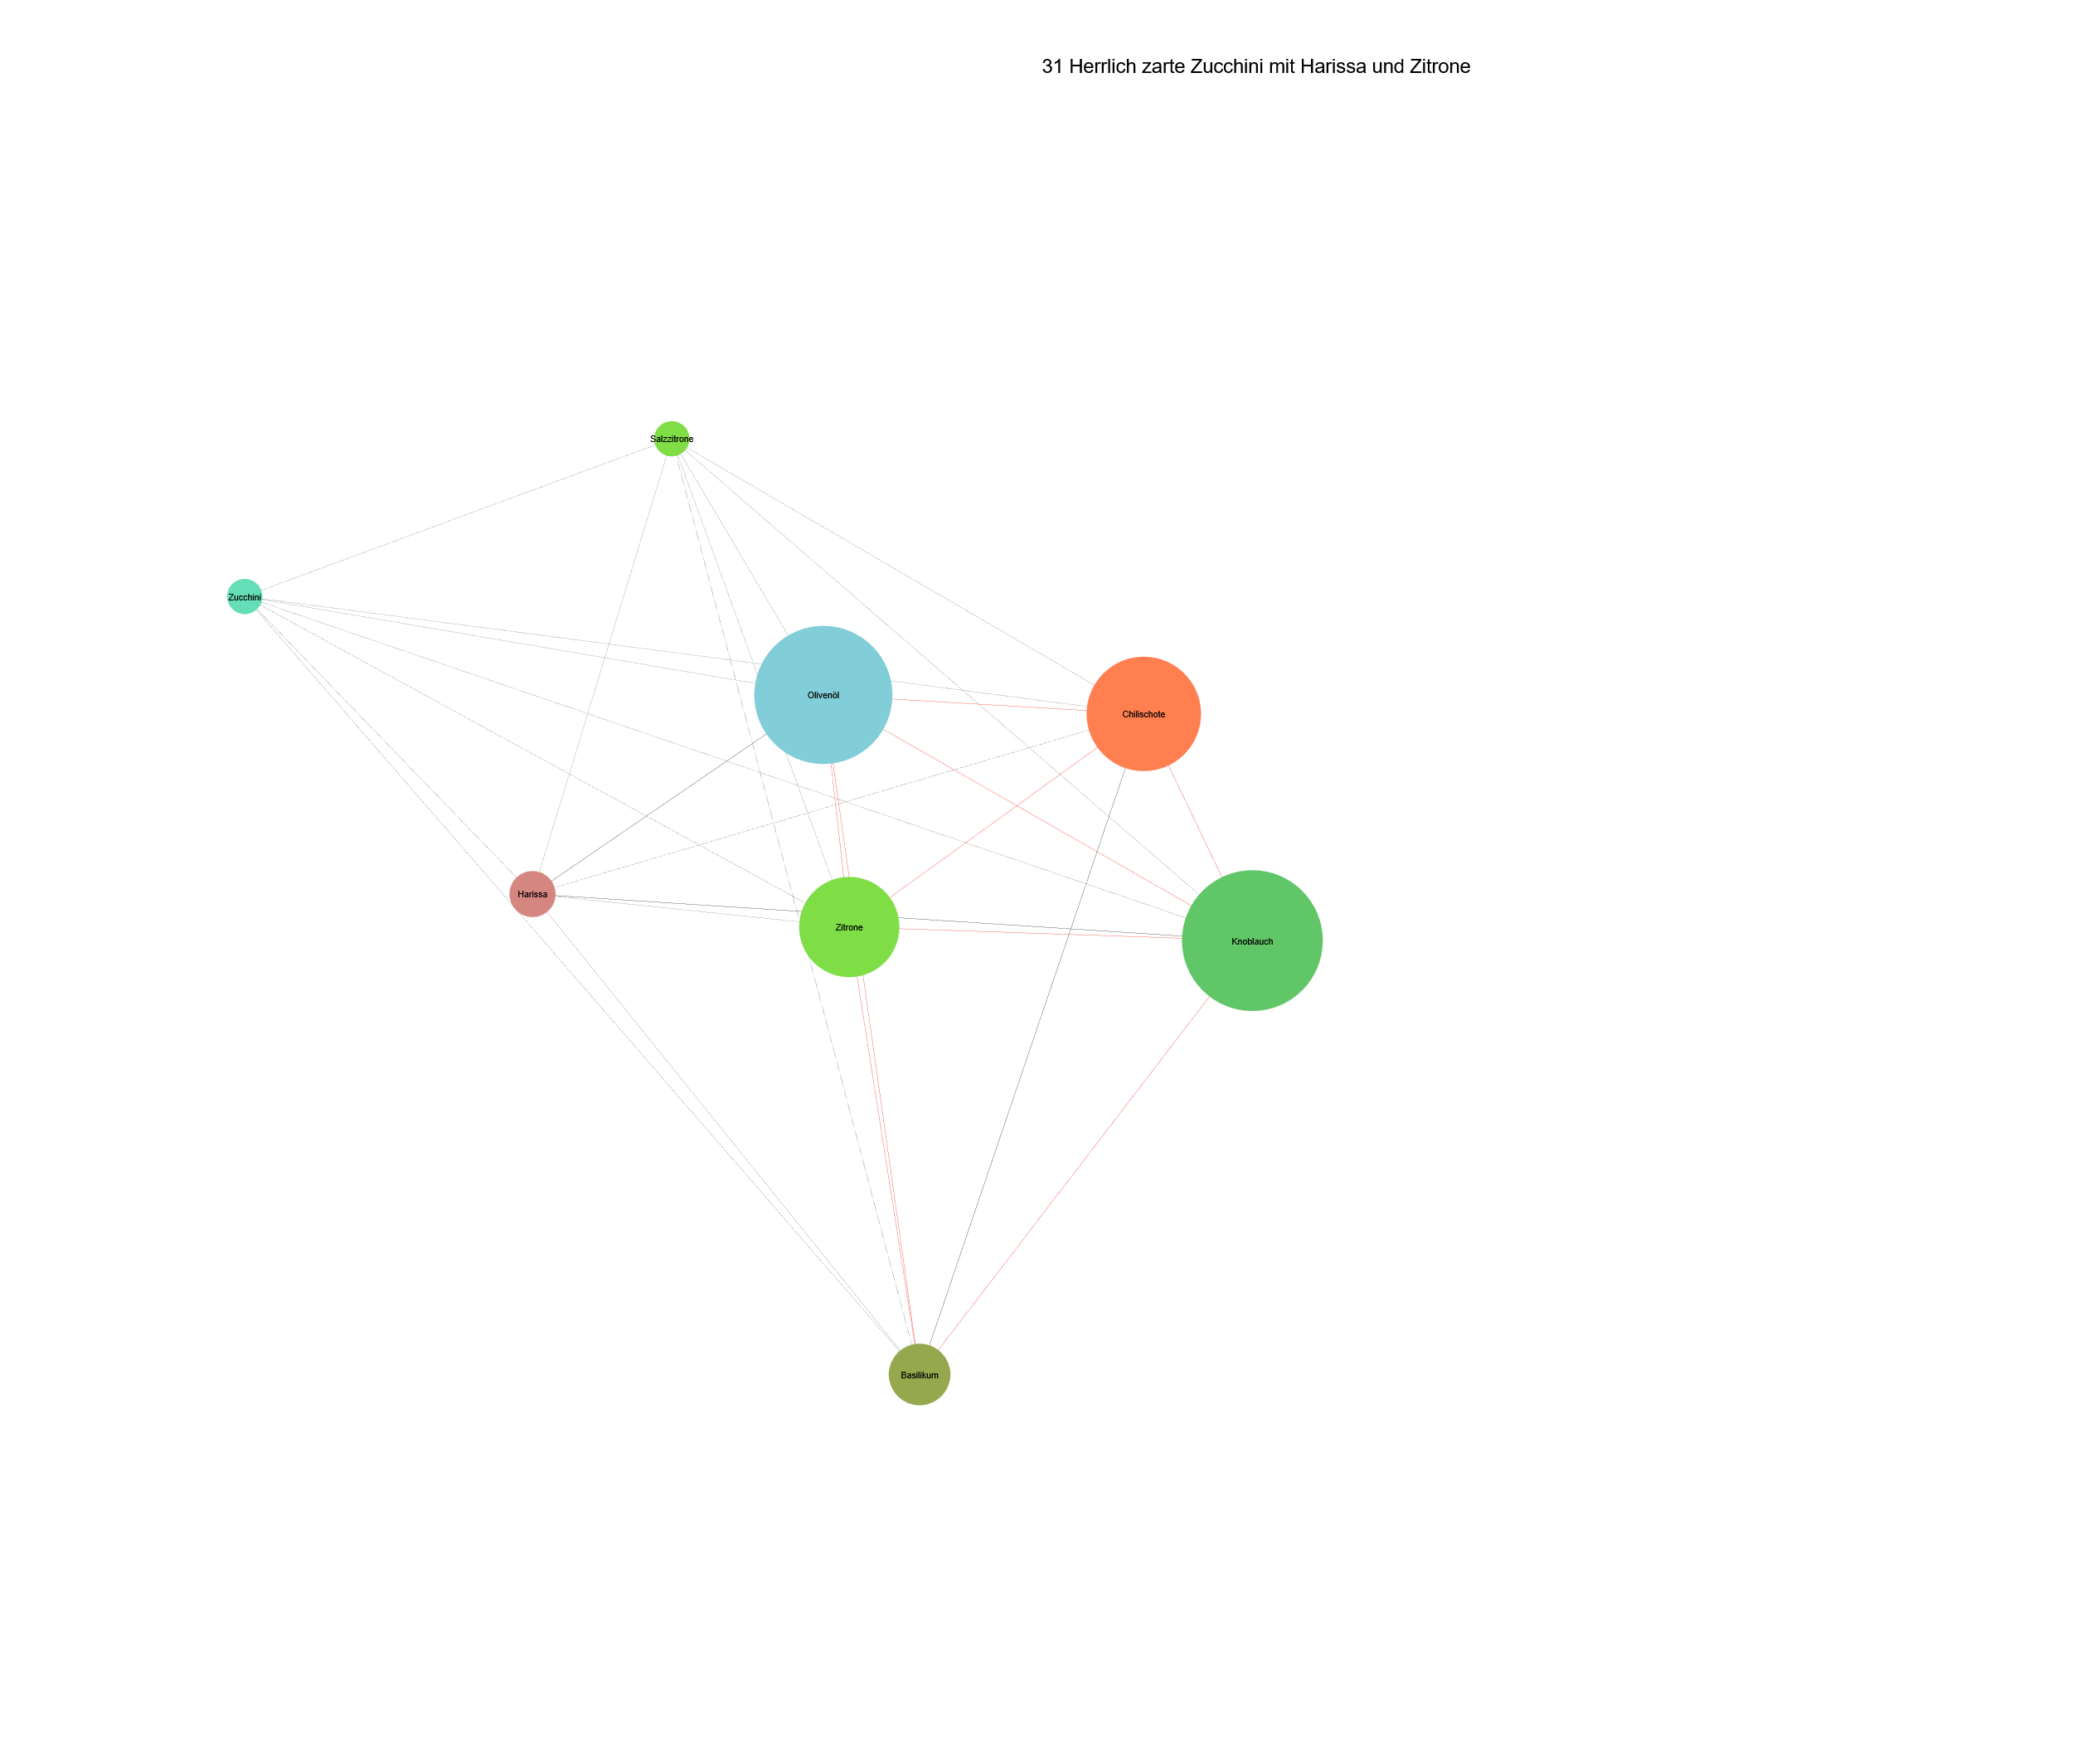 31 Herrlich zarte Zucchini mit Harissa und Zitrone
Salzzitrone
Zucchini
Olivenöl
Chilischote
Harissa
Zitrone
Knoblauch
Basilikum